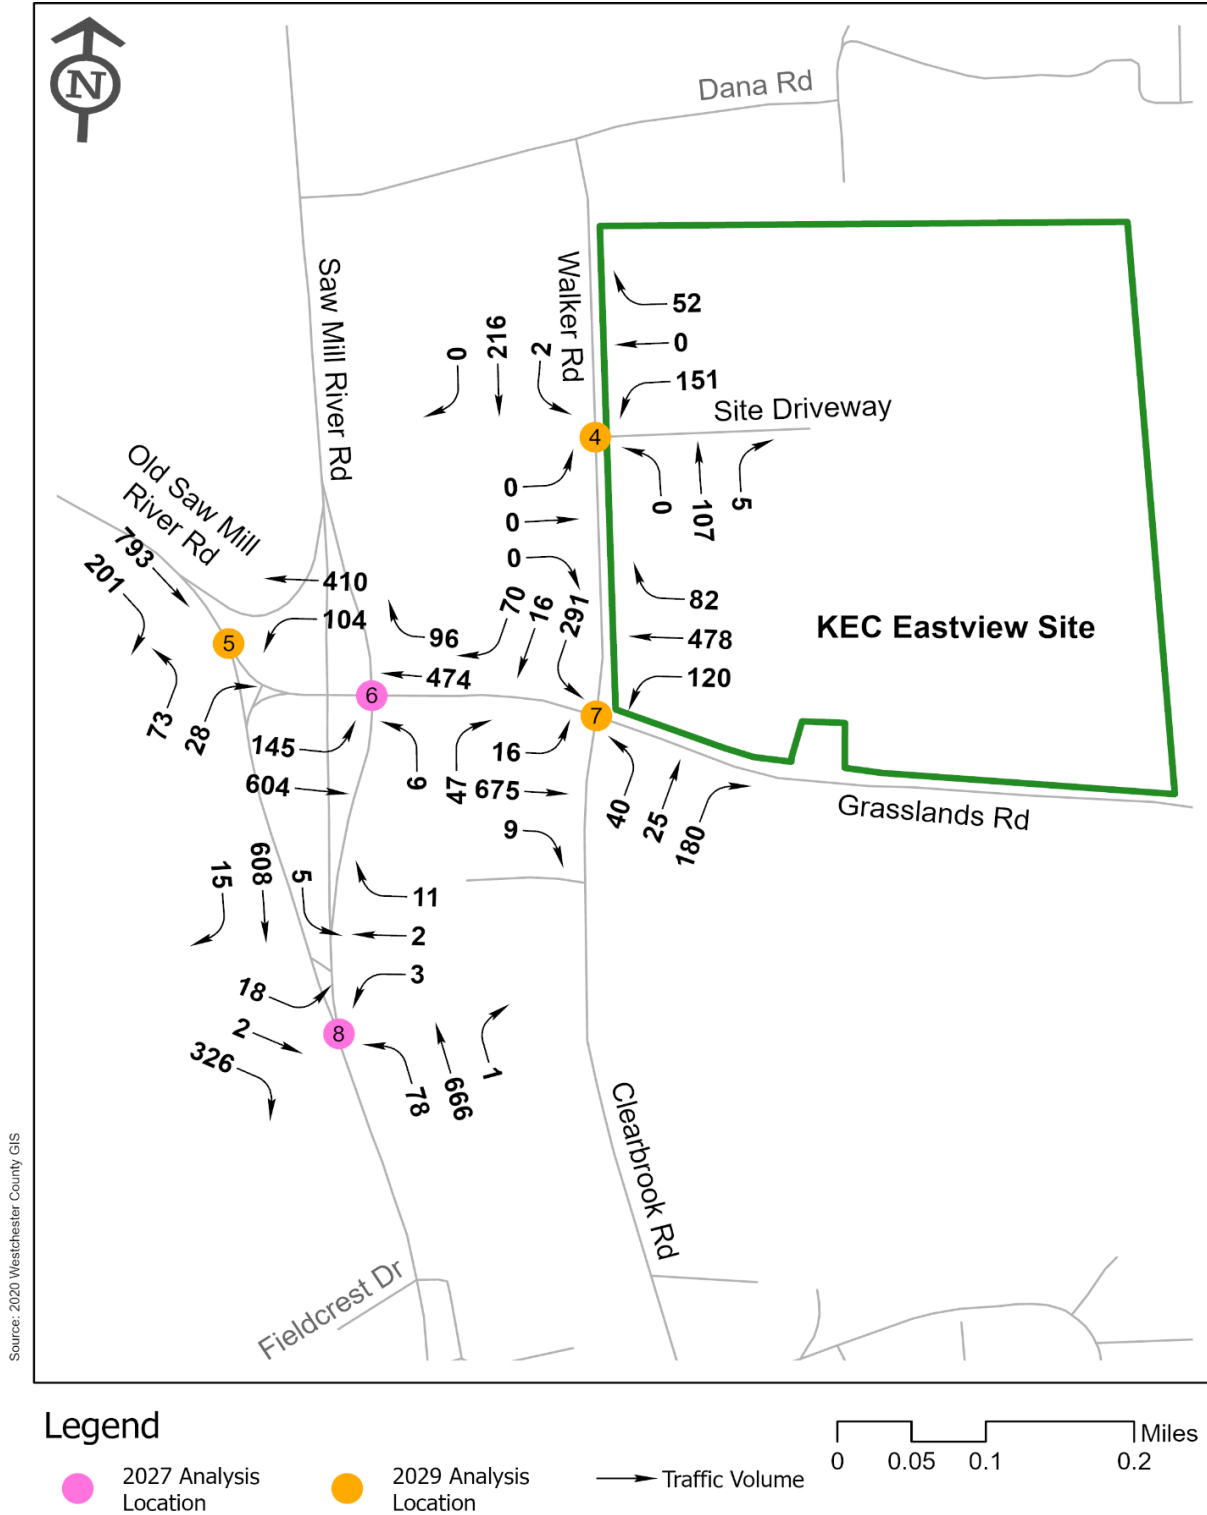 N
Dana Rd
Walker Rd
Saw Mill River Rd
52
0
151
0
216
2
Site Driveway
4
0
107
5
0
0
0
Old Saw Mill
River Rd
793
201
410
104
5
96
474
70
16
291
82
478
120
KEC Eastview Site
73
28
6
7
145
604
6
47
16
675
9
40
25
180
Grasslands Rd
15
608
5
11
2
3
18
2
326
8
78
666
1
Clearbrook Rd
Fieldcrest Dr
Source: 2020 Westchester County GIS
Legend
2027 Analysis
Location
2029 Analysis
Location
Traffic Volume
Miles
0 0.05 0.1 0.2